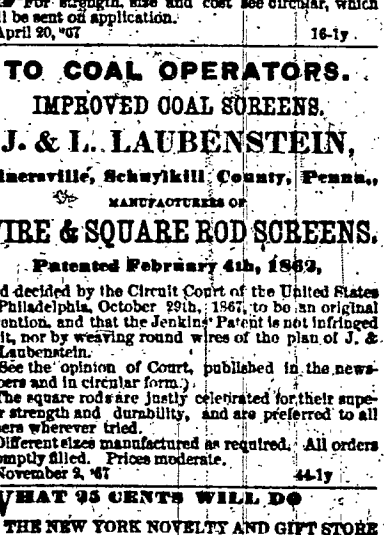 For strength, size and cost see circular, which
ll be sent on application.
April 20, '67 16-1y
TO COAL OPERATORS.
IMPROVED COAL SCREENS.
J. & L. LAUBENSTEIN,
inersville, Schuylkill County, Penna.,
MANUFACTURERS OF
VIRE & SQUARE ROD SCREENS.
Patented February 4th, 1862,
d decided by the Circuit Court of the United States
Philadelphia, October 29th, 1867, to be an original
ention, and that the Jenkins' Patent is not infringed
it, nor by weaving round wires of the plan of J. &
Laubenstein.
See the opinion of Court, published in the news-
pers and in circular form.)
The square rods are justly celebrated for their supe-
r strength and durability, and are preferred to all
ers wherever tried.
Different sizes manufactured as required. All orders
omptly filled. Prices moderate.
November 2, '67 44-1y
WHAT 25 CENTS WILL DO
THE NEW YORK NOVELTY AND GIFT STORE